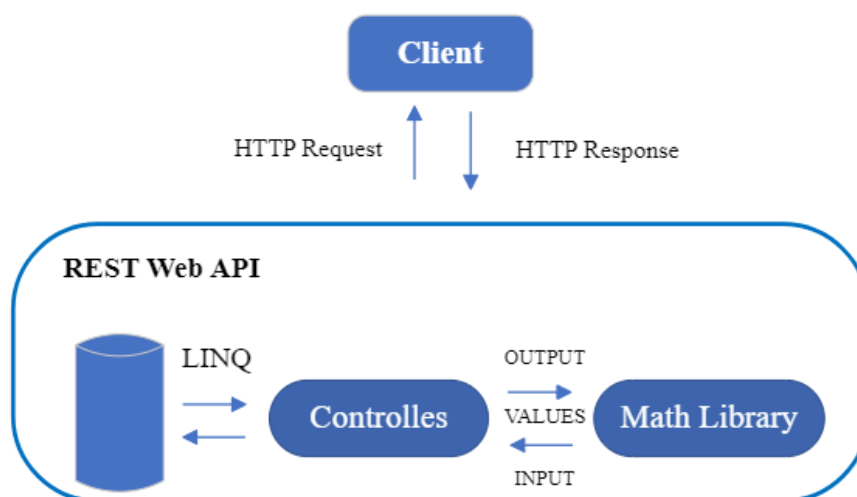 Client
HTTP Request
HTTP Response
REST Web API
LINQ
OUTPUT
Controlles
VALUES
Math Library
INPUT